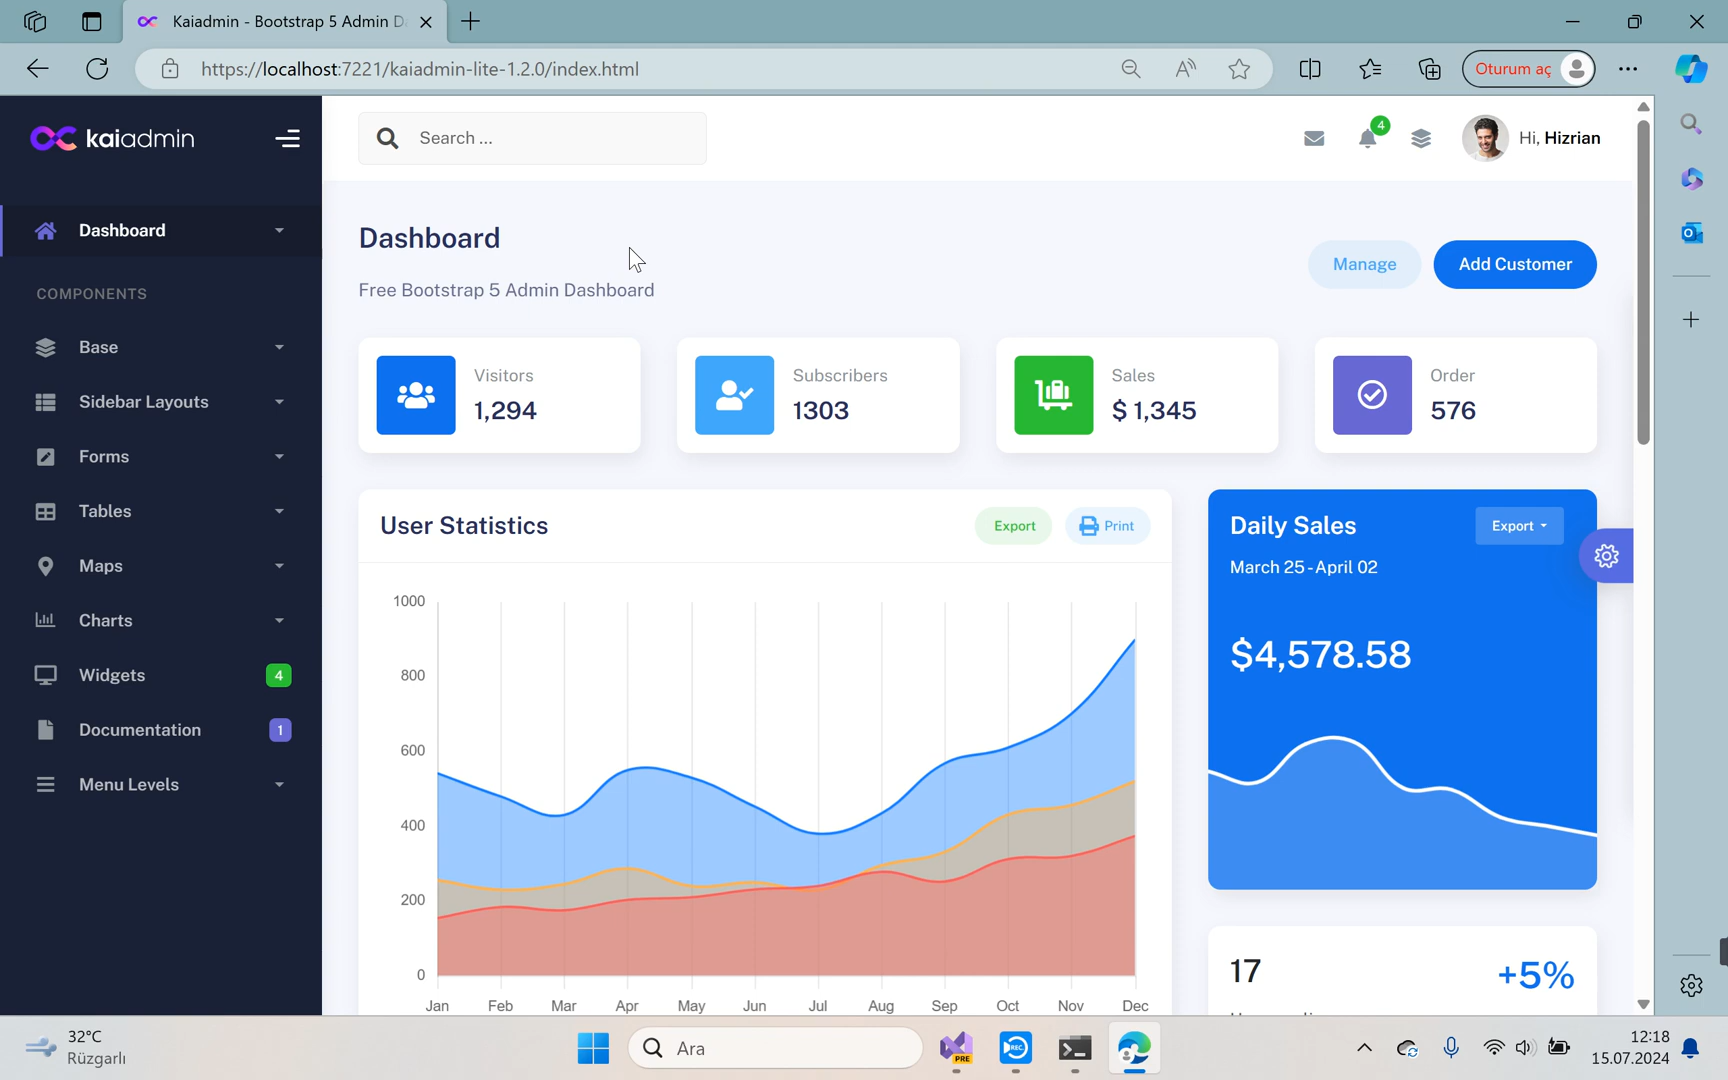 Kaiadmin - Bootstrap 5 Admin D
https://localhost:7221/kaiadmin-lite-1.2.0/index.html
Oturum aç
kaiadmin
Search ...
4
Hi, Hizrian
Dashboard
COMPONENTS
Base
Sidebar Layouts
Forms
Tables
Maps
Charts
Widgets
4
Documentation
1
Menu Levels
Dashboard
Free Bootstrap 5 Admin Dashboard
Manage
Add Customer
Visitors
1,294
Subscribers
1303
Sales
$ 1,345
Order
576
User Statistics
Export
Print
1000
800
600
400
200
0
Jan Feb Mar Apr May Jun Jul Aug Sep Oct Nov Dec
Daily Sales
Export
March 25 - April 02
$4,578.58
17
+5%
32°C
Rüzgarlı
Ara
PRE
REC
12:18
15.07.2024